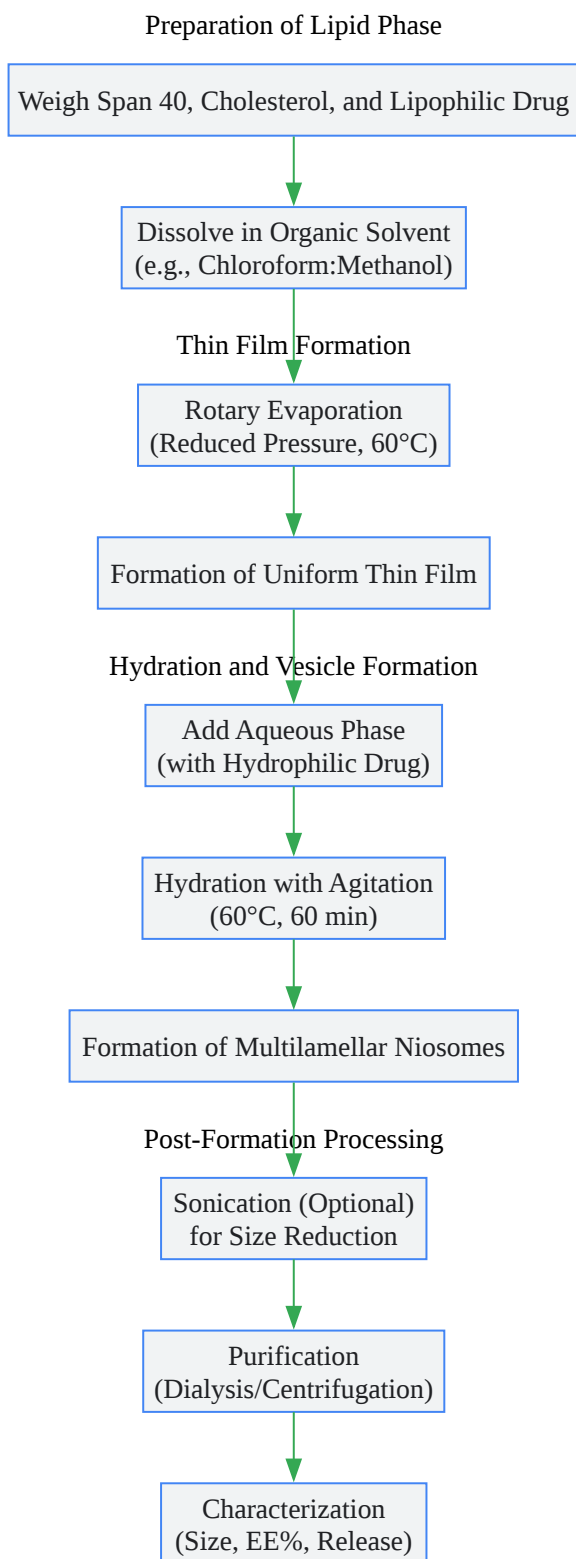 Preparation of Lipid Phase
Weigh Span 40, Cholesterol, and Lipophilic Drug
Dissolve in Organic Solvent
(e.g., Chloroform:Methanol)
Thin Film Formation
Rotary Evaporation
(Reduced Pressure, 60°C)
Formation of Uniform Thin Film
Hydration and Vesicle Formation
Add Aqueous Phase
(with Hydrophilic Drug)
Hydration with Agitation
(60°C, 60 min)
Formation of Multilamellar Niosomes
Post-Formation Processing
Sonication (Optional)
for Size Reduction
Purification
(Dialysis/Centrifugation)
Characterization
(Size, EE%, Release)